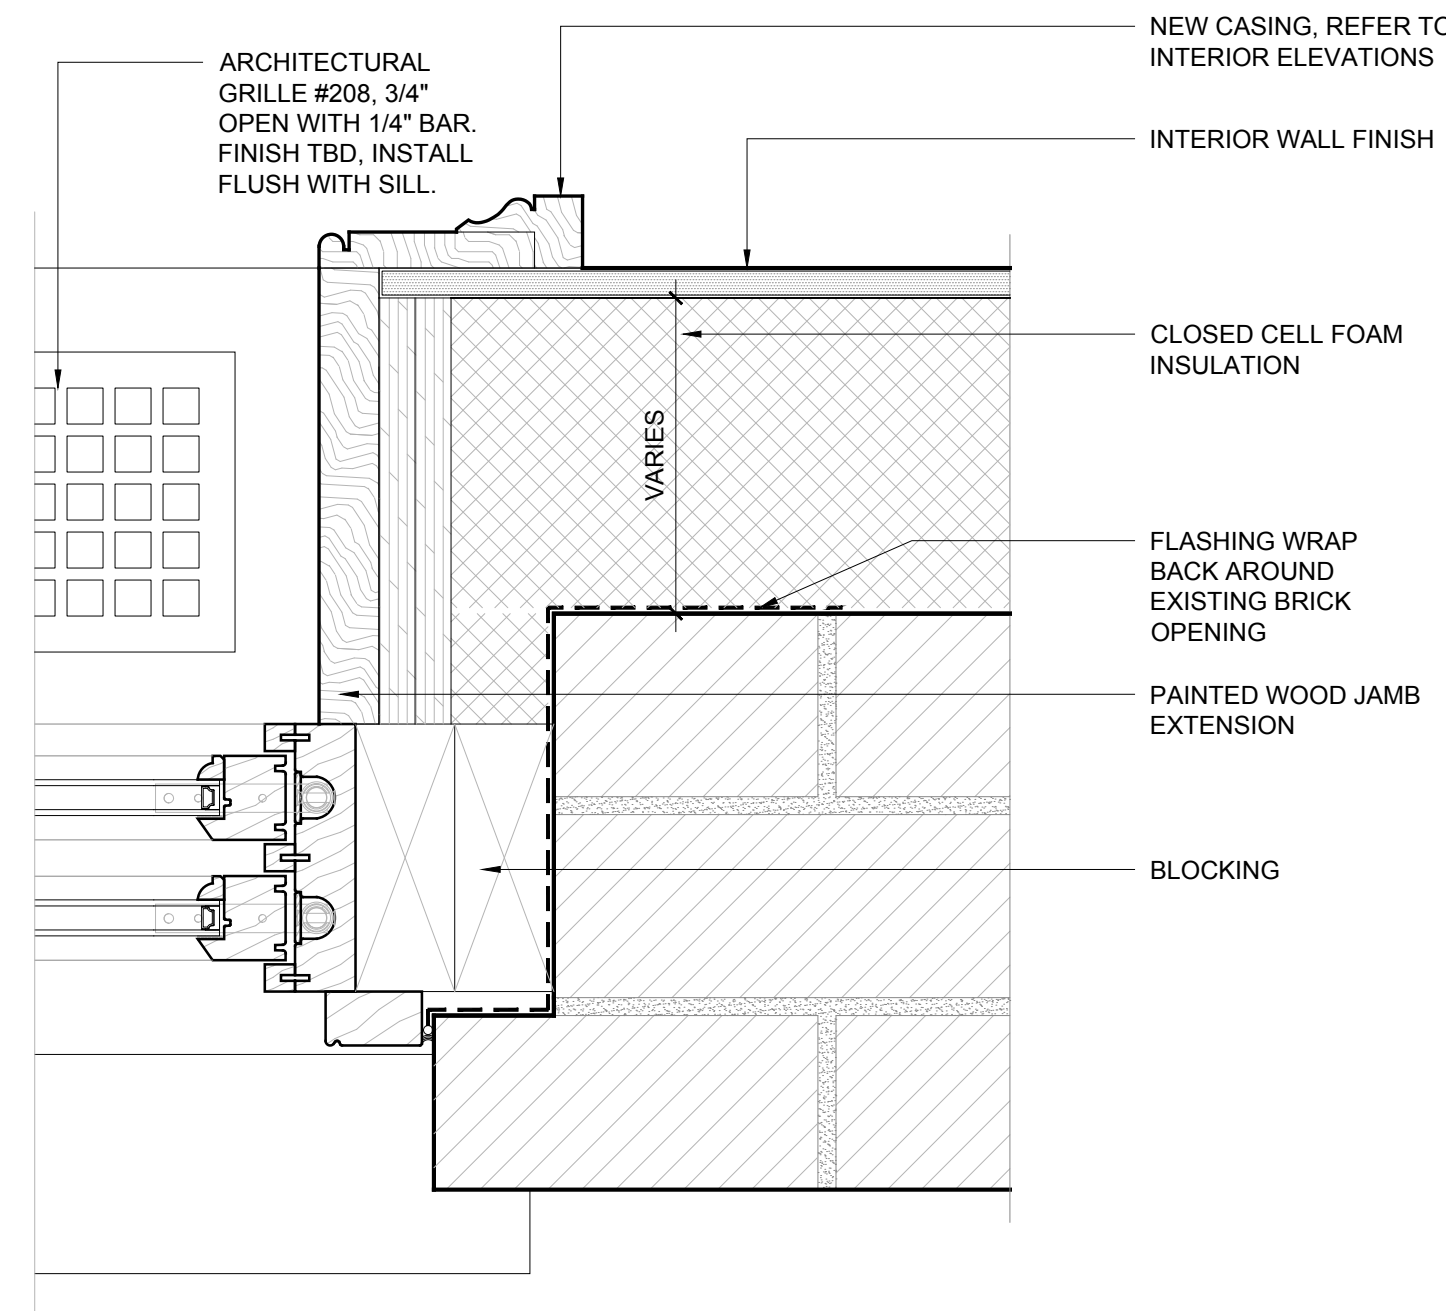 ARCHITECTURAL
GRILLE #208, 3/4"
OPEN WITH 1/4" BAR.
FINISH TBD, INSTALL
FLUSH WITH SILL.
NEW CASING, REFER TO
INTERIOR ELEVATIONS
INTERIOR WALL FINISH
CLOSED CELL FOAM
INSULATION
VARIES
FLASHING WRAP
BACK AROUND
EXISTING BRICK
OPENING
PAINTED WOOD JAMB
EXTENSION
BLOCKING